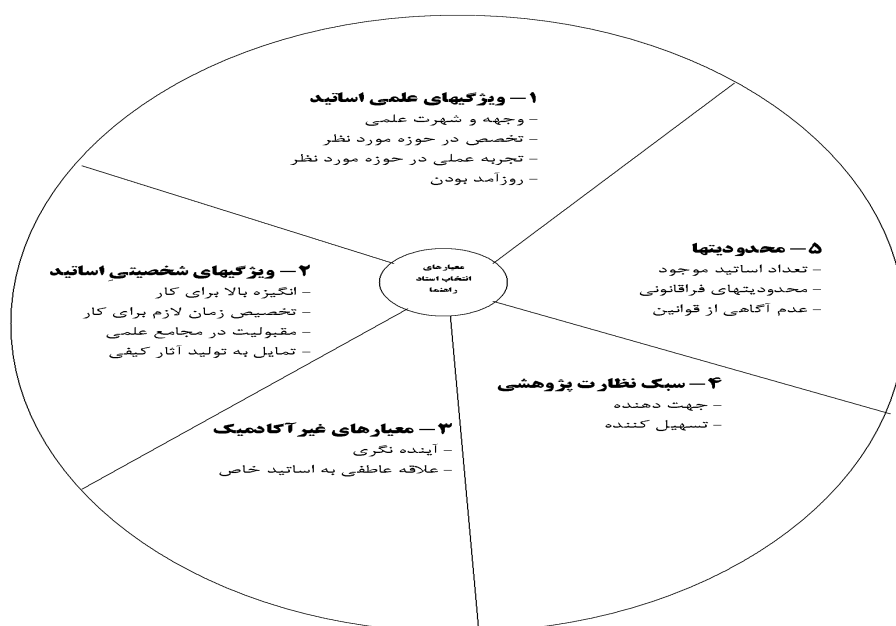 ۱– ویژگیهای علمی اساتید
– وجهه و شهرت علمی
– تخصص در حوزه مورد نظر
– تجربه عملی در حوزه مورد نظر
– روزآمد بودن
۲– ویژگیهای شخصیتیِ اساتید
– انگیزه بالا برای کار
– تخصیص زمان لازم برای کار
– مقبولیت در مجامع علمی
– تمایل به تولید آثار کیفی
۳– معیارهای غیرآکادمیک
– آینده نگری
– علاقه عاطفی به اساتید خاص
۴– سبک نظارت پژوهشی
– جهت دهنده
– تسهیل کننده
۵– محدودیتها
– تعداد اساتید موجود
– محدودیتهای فراقانونی
– عدم آگاهی از قوانین
معیارهای
انتخاب استاد
راهنما